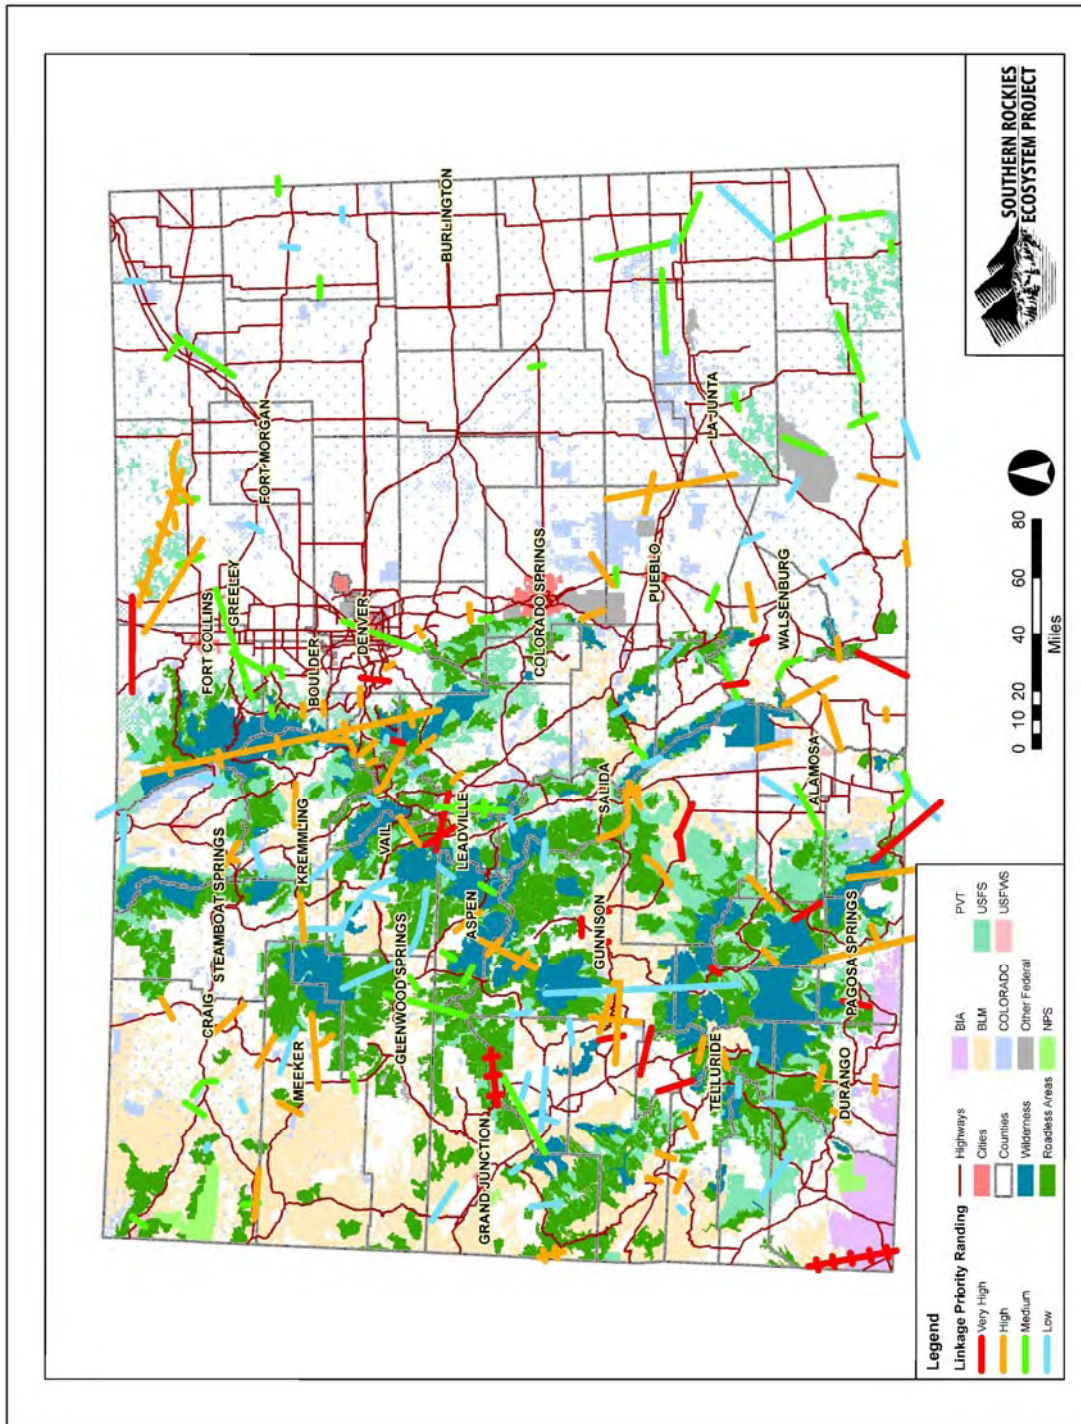 SOUTHERN ROCKIES
ECOSYSTEM PROJECT
BURLINGTON
FORT MORGAN
LA JUNTA
GREELEY
FORT COLLINS
BOULDER
DENVER
COLORADO SPRINGS
PUEBLO
WALSENBURG
STEAMBOAT SPRINGS
KREMMLING
VAIL
LEADVILLE
SALIDA
ALAMOSA
CRAIG
MEEKER
GLENWOOD SPRINGS
ASPEN
GUNNISON
PAGOSA SPRINGS
GRAND JUNCTION
TELLURIDE
DURANGO
0 10 20 40 60 80
Miles
Legend
Linkage Priority Randing
Very High
High
Medium
Low
Highways
Cities
Counties
Wilderness
Roadless Areas
BIA
BLM
COLORADC
Other Federal
NPS
PVT
USFS
USFWS